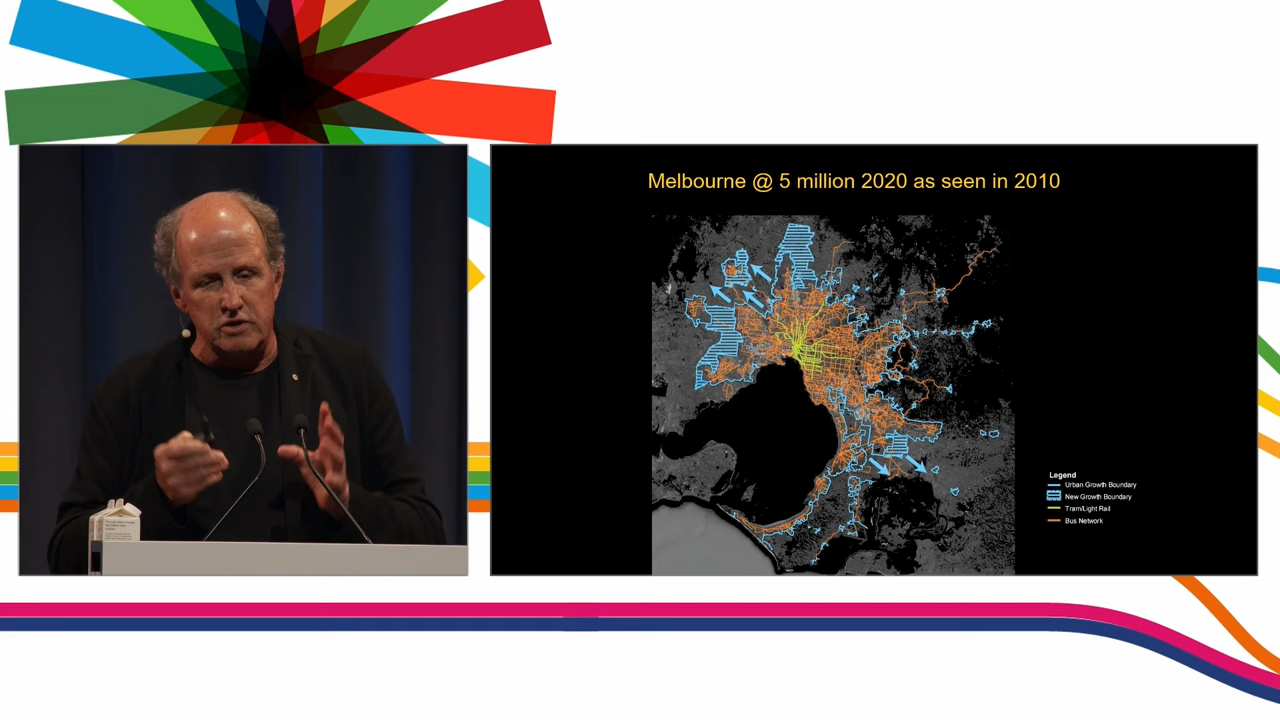 Melbourne @ 5 million 2020 as seen in 2010
Legend
Urban Growth Boundary
New Growth Boundary
Tram/Light Rail
Bus Network